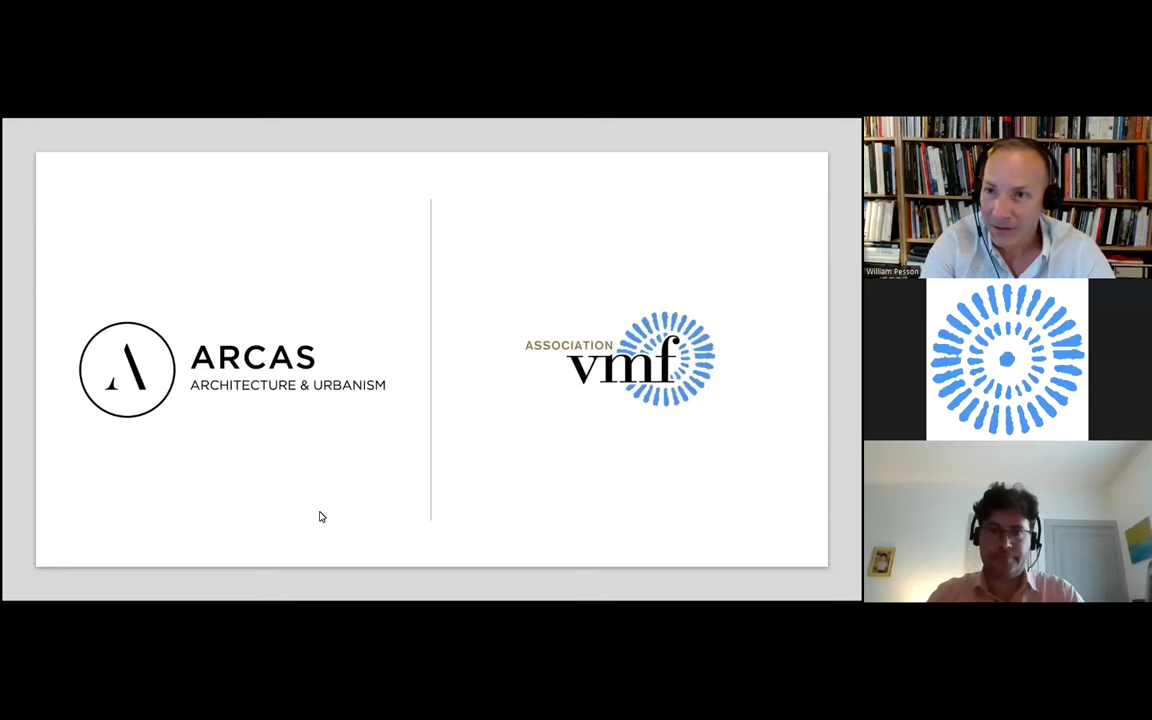 ARCAS
ARCHITECTURE & URBANISM
ASSOCIATION
vmf
William Pesson